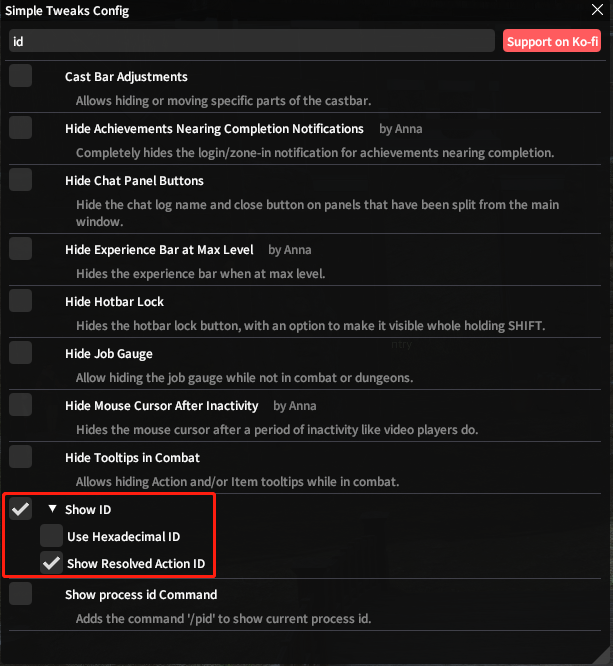 Simple Tweaks Config
id
Support on Ko-fi
Cast Bar Adjustments
Allows hiding or moving specific parts of the castbar.
Hide Achievements Nearing Completion Notifications by Anna
Completely hides the login/zone-in notification for achievements nearing completion.
Hide Chat Panel Buttons
Hide the chat log name and close button on panels that have been split from the main
window.
Hide Experience Bar at Max Level by Anna
Hides the experience bar when at max level.
Hide Hotbar Lock
Hides the hotbar lock button, with an option to make it visible whole holding SHIFT.
Hide Job Gauge
Allow hiding the job gauge while not in combat or dungeons.
Hide Mouse Cursor After Inactivity by Anna
Hides the mouse cursor after a period of inactivity like video players do.
Hide Tooltips in Combat
Allows hiding Action and/or Item tooltips while in combat.
Show ID
Use Hexadecimal ID
Show Resolved Action ID
Show process id Command
Adds the command '/pid' to show current process id.